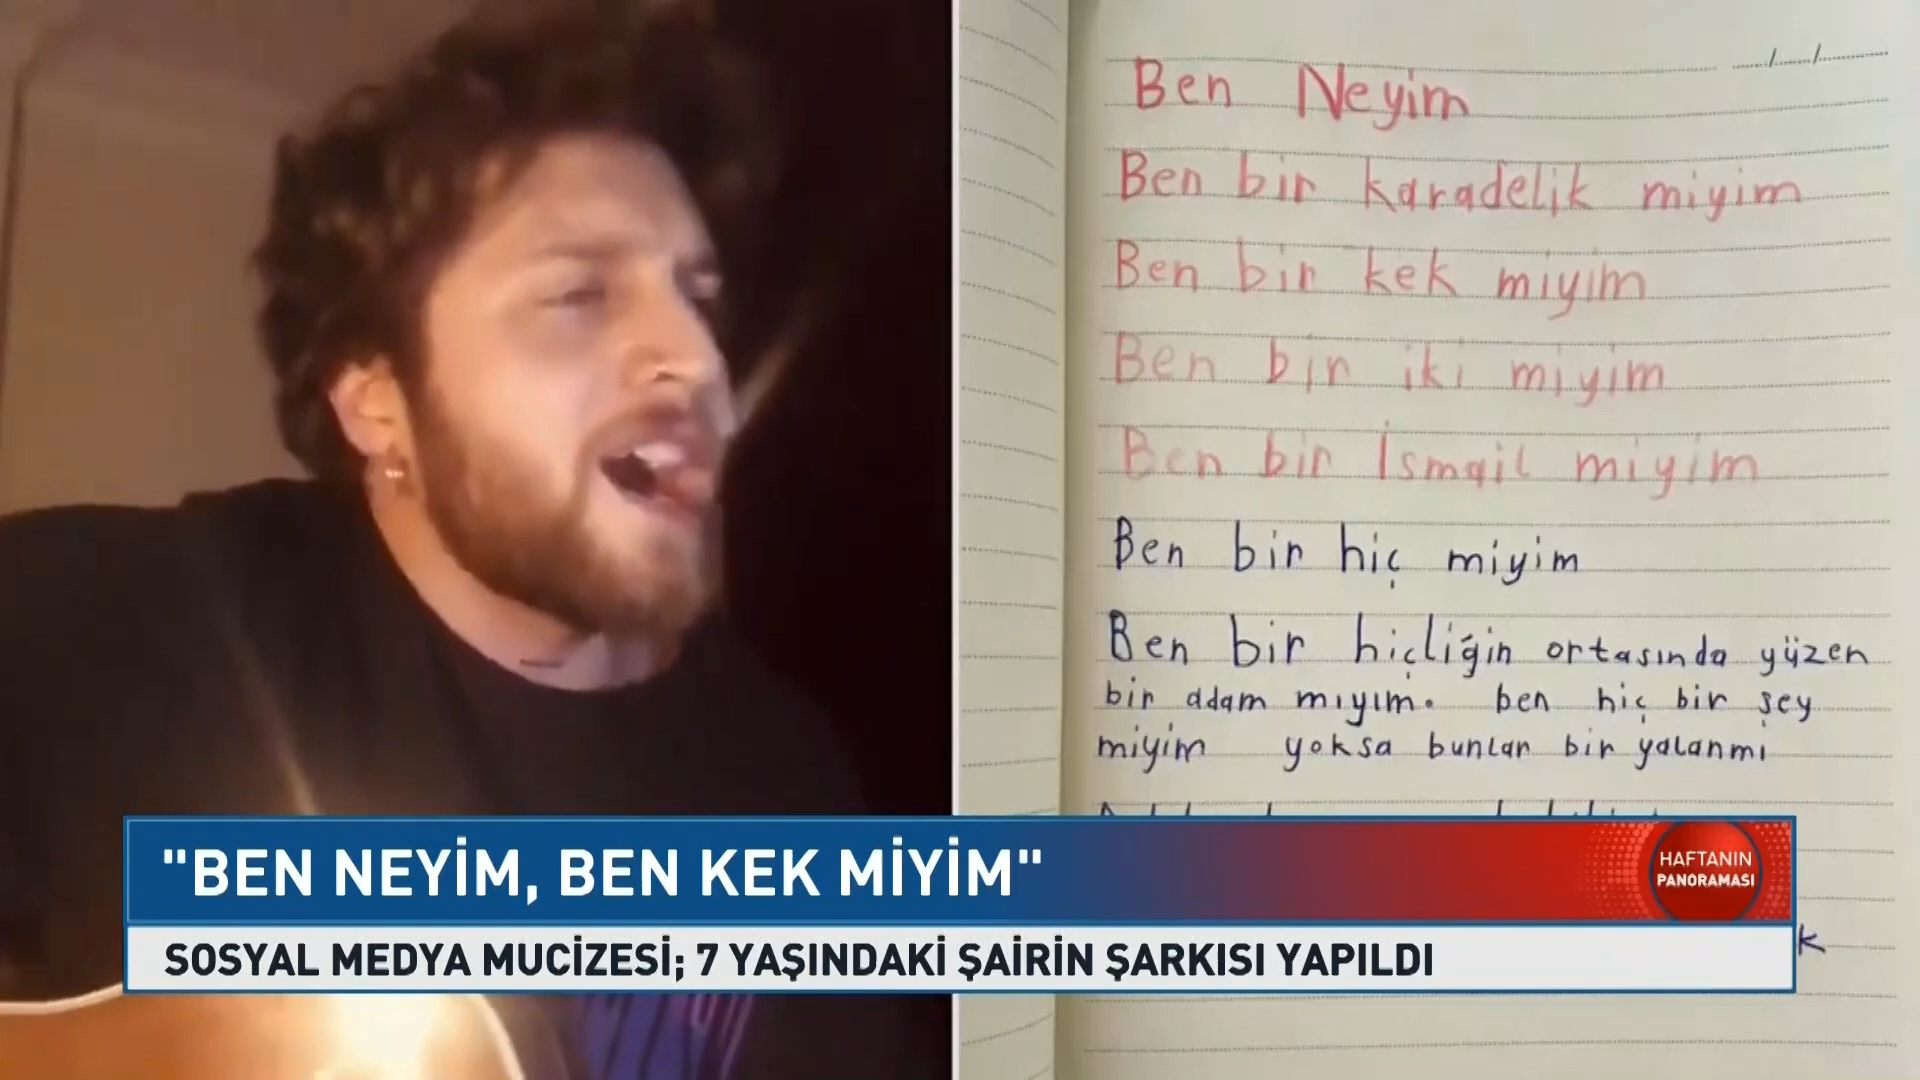 Ben Neyim
Ben bir karadelik miyim
Ben bir kek miyim
Ben bir iki miyim
Ben bir İsmail miyim
Ben bir hiç miyim
Ben bir hiçliğin ortasında yüzen
bir adam mıyım. ben hiç bir şey
miyim yoksa bunlar bir yalanmı
"BEN NEYİM, BEN KEK MİYİM"
HAFTANIN
PANORAMASI
SOSYAL MEDYA MUCİZESİ; 7 YAŞINDAKİ ŞAİRİN ŞARKISI YAPILDI